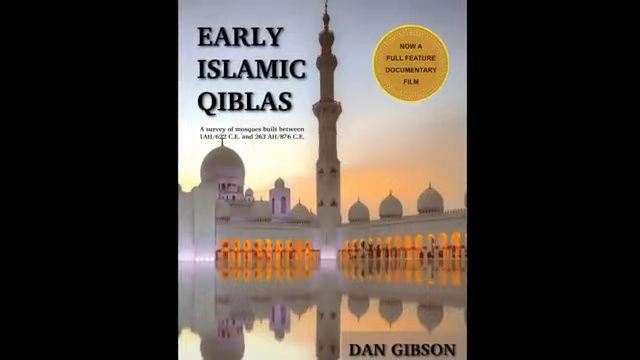 EARLY
ISLAMIC
QIBLAS
A survey of mosques built between
1AH/622 C.E. and 263 AH/876 C.E.
NOW A
FULL FEATURE
DOCUMENTARY
FILM
DAN GIBSON